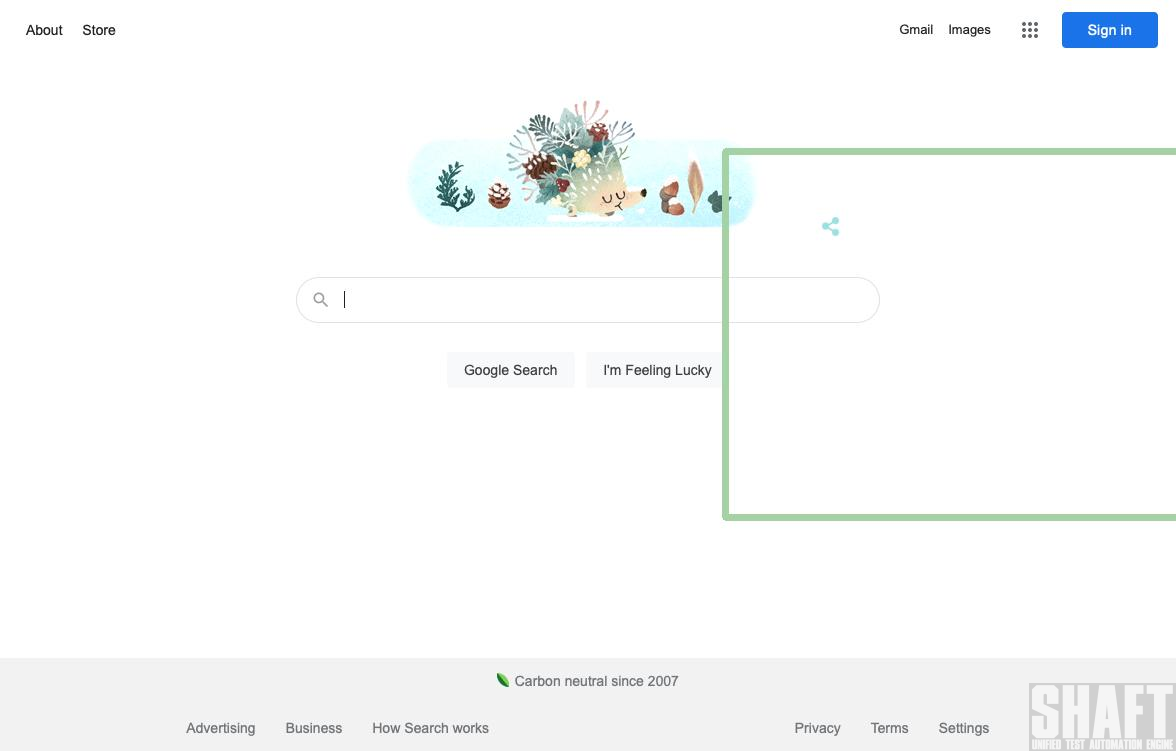 About Store
Gmail Images Sign in
Google Search I'm Feeling Lucky
Carbon neutral since 2007
Advertising Business How Search works Privacy Terms Settings
SHAFT
UNIFIED TEST AUTOMATION ENGINE